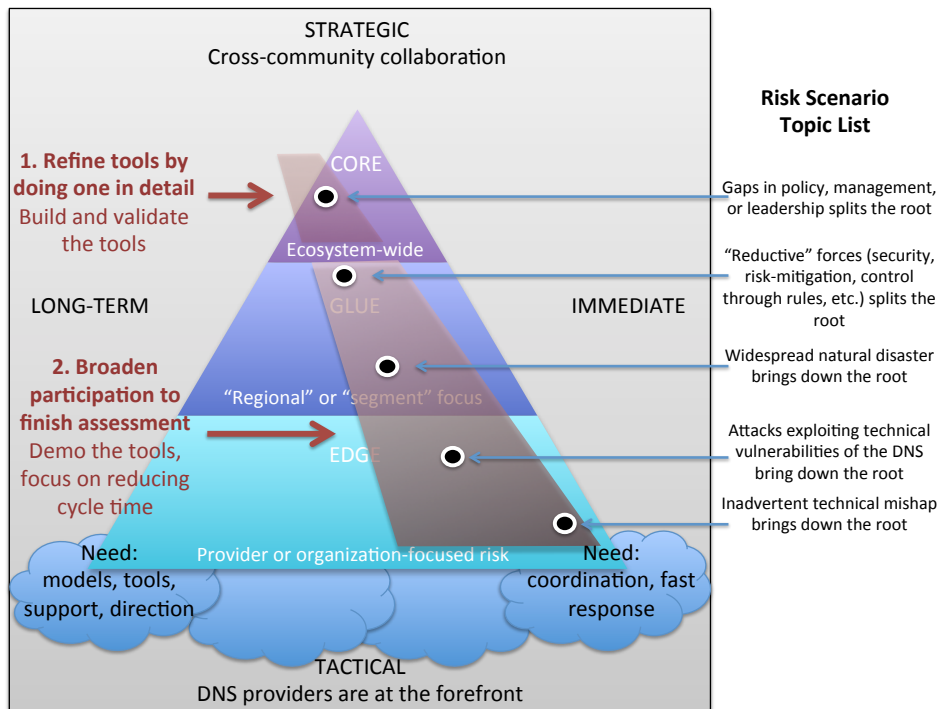 STRATEGIC
Cross-community collaboration
Risk Scenario
Topic List
1. Refine tools by
doing one in detail
Build and validate
the tools
CORE
Ecosystem-wide
Gaps in policy, management,
or leadership splits the root
“Reductive” forces (security,
risk-mitigation, control
through rules, etc.) splits the
root
LONG-TERM
GLUE
IMMEDIATE
Widespread natural disaster
brings down the root
2. Broaden
participation to
finish assessment
Demo the tools,
focus on reducing
cycle time
“Regional” or “segment” focus
EDGE
Attacks exploiting technical
vulnerabilities of the DNS
bring down the root
Inadvertent technical mishap
brings down the root
Provider or organization-focused risk
Need:
models, tools,
support, direction
Need:
coordination, fast
response
TACTICAL
DNS providers are at the forefront